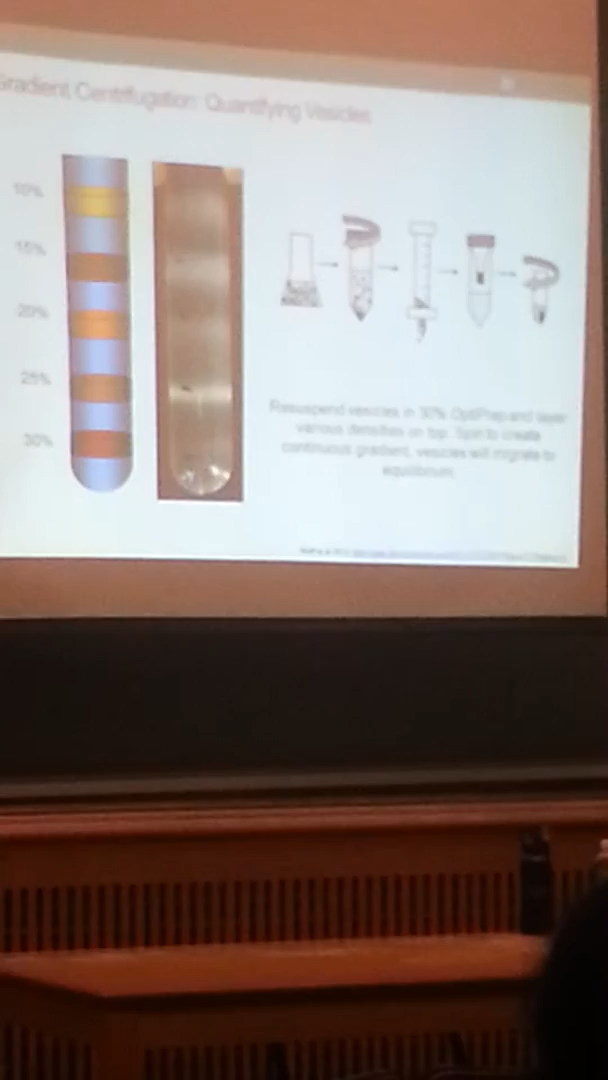 Gradient Centrifugation: Quantifying Vesicles
10%
15%
20%
25%
30%
Resuspend vesicles in 30% OptiPrep and layer
various densities on top. Spin to create
continuous gradient, vesicles will migrate to
equilibrium.